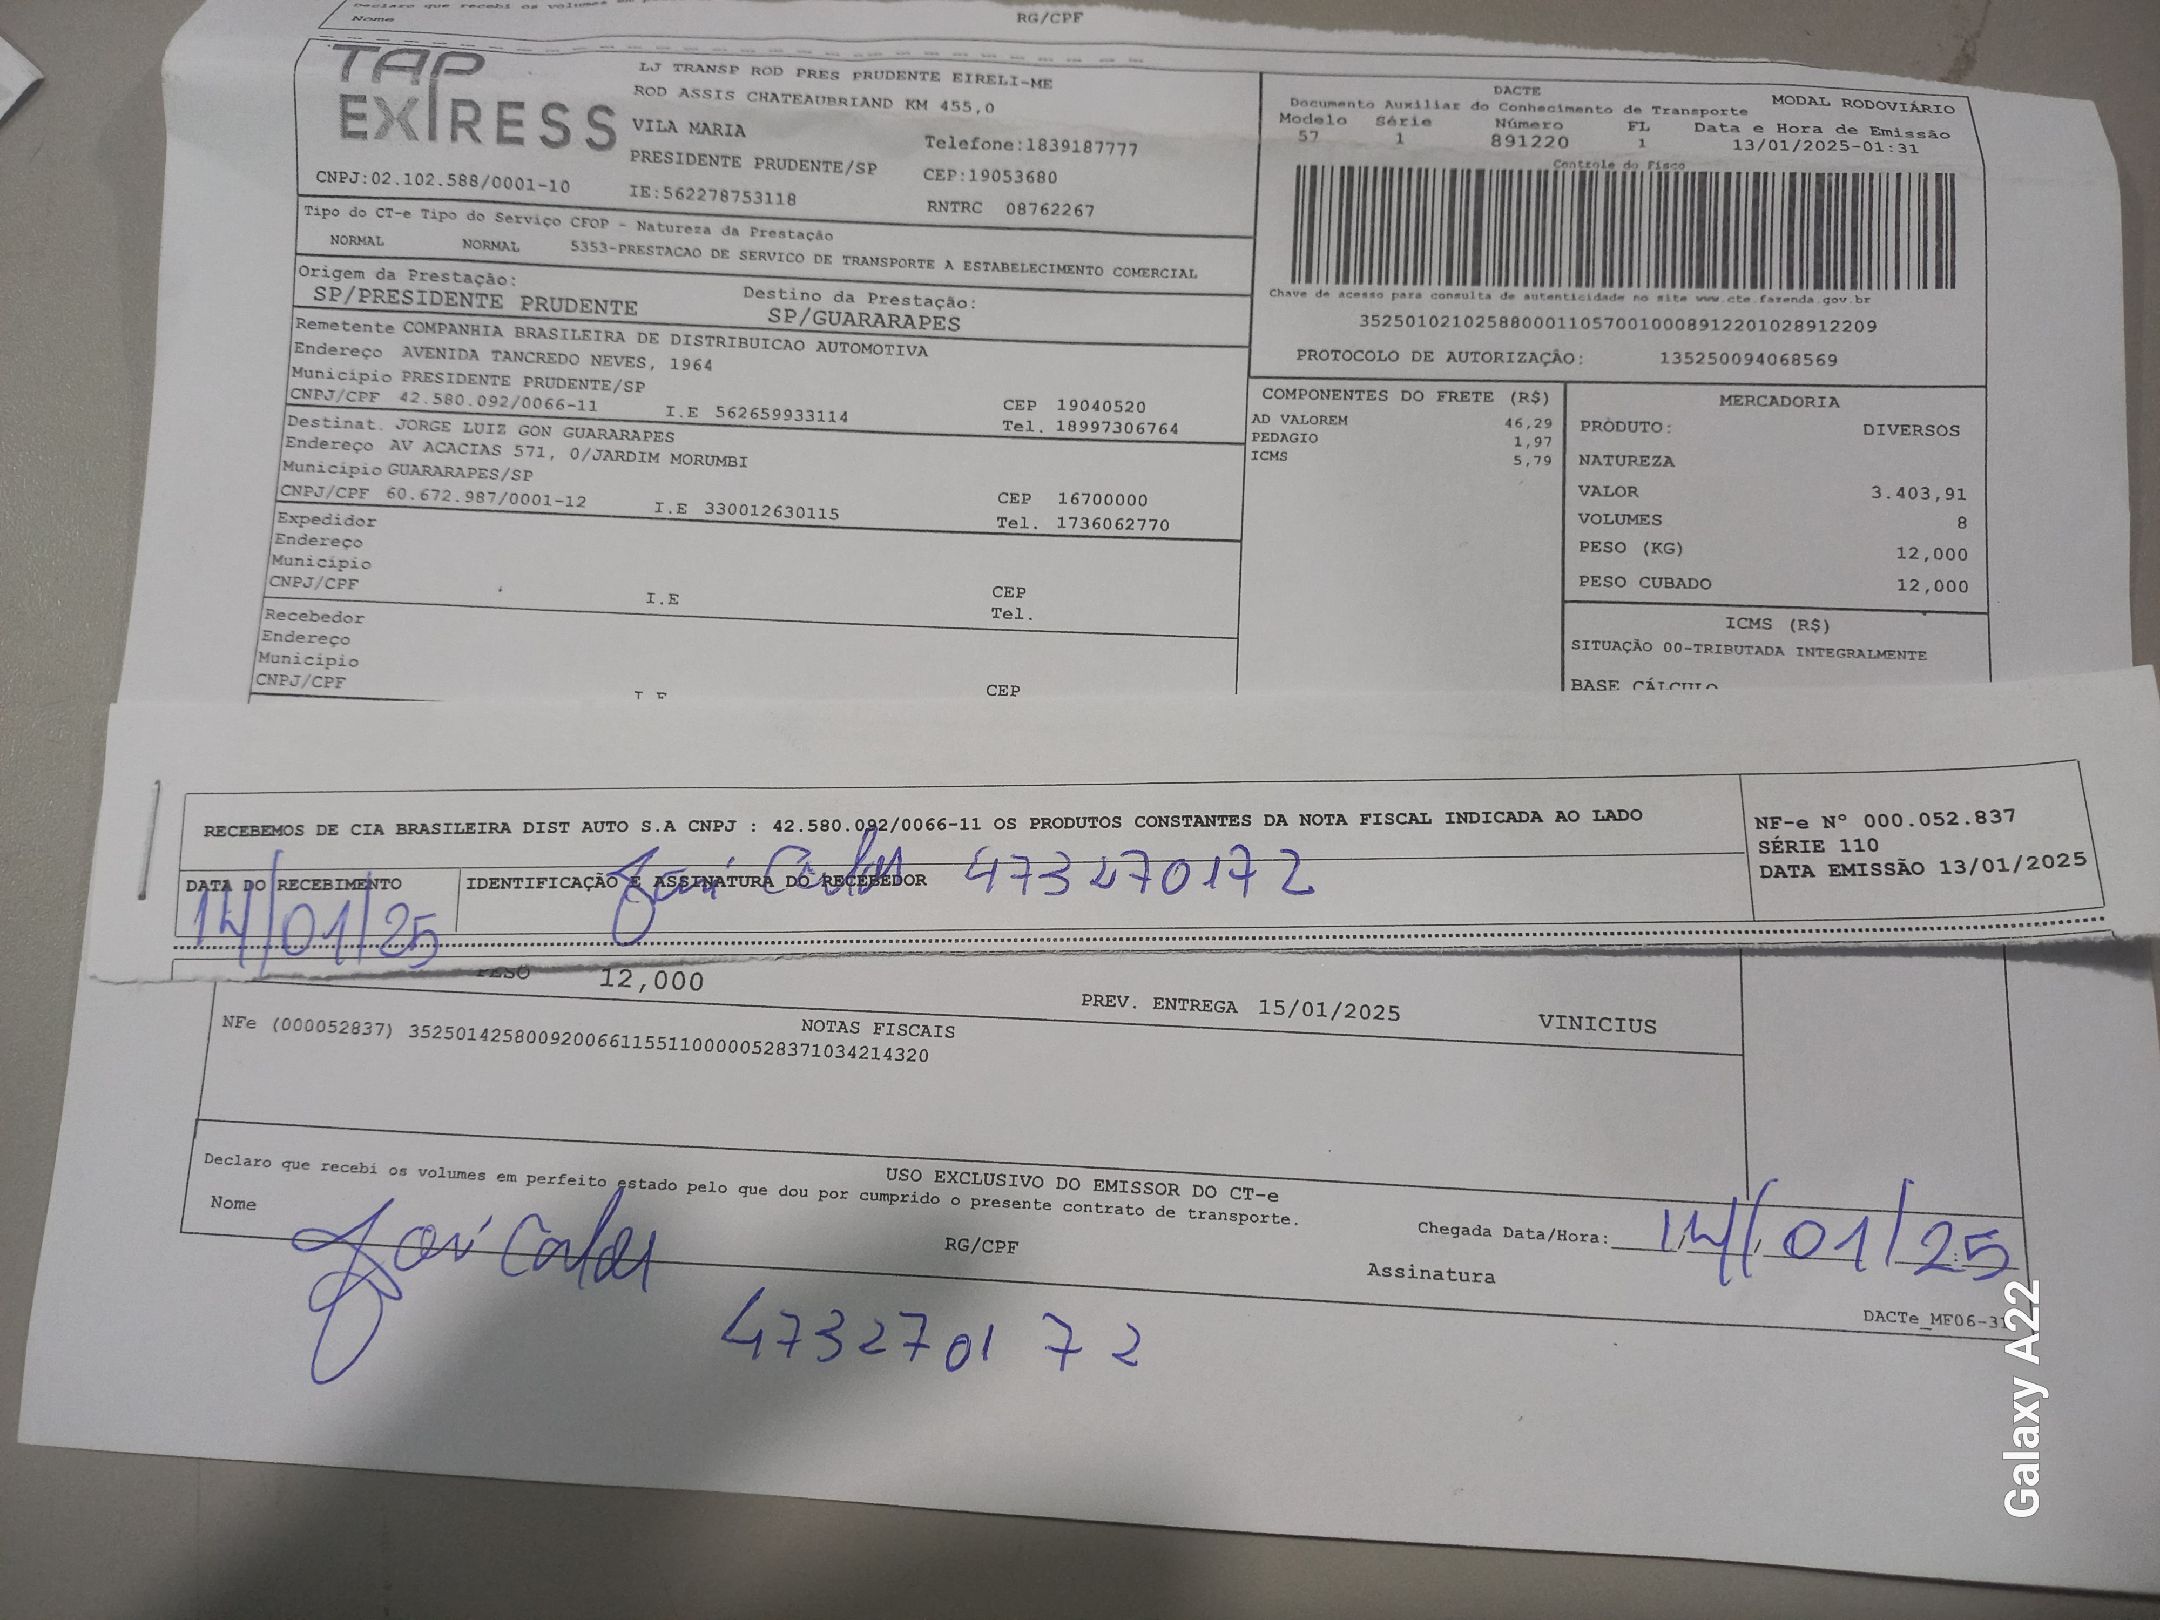 Declaro que recebi os volumes em
Nome RG/CPF
TAP EXPRESS
LJ TRANSP ROD PRES PRUDENTE EIRELI-ME
ROD ASSIS CHATEAUBRIAND KM 455,0
VILA MARIA Telefone:1839187777
PRESIDENTE PRUDENTE/SP CEP:19053680
CNPJ:02.102.588/0001-10 IE:562278753118 RNTRC 08762267
DACTE MODAL RODOVIÁRIO
Documento Auxiliar do Conhecimento de Transporte
Modelo Série Número FL Data e Hora de Emissão
57 1 891220 1 13/01/2025-01:31
Controle do Fisco
Chave de acesso para consulta de autenticidade no site www.cte.fazenda.gov.br
35250102102588000110570010008912201028912209
PROTOCOLO DE AUTORIZAÇÃO: 135250094068569
Tipo do CT-e Tipo do Serviço CFOP - Natureza da Prestação
NORMAL NORMAL 5353-PRESTACAO DE SERVICO DE TRANSPORTE A ESTABELECIMENTO COMERCIAL
Origem da Prestação: Destino da Prestação:
SP/PRESIDENTE PRUDENTE SP/GUARARAPES
Remetente COMPANHIA BRASILEIRA DE DISTRIBUICAO AUTOMOTIVA
Endereço AVENIDA TANCREDO NEVES, 1964
Município PRESIDENTE PRUDENTE/SP CEP 19040520
CNPJ/CPF 42.580.092/0066-11 I.E 562659933114 Tel. 18997306764
Destinat. JORGE LUIZ GON GUARARAPES
Endereço AV ACACIAS 571, 0/JARDIM MORUMBI
Município GUARARAPES/SP CEP 16700000
CNPJ/CPF 60.672.987/0001-12 I.E 330012630115 Tel. 1736062770
Expedidor
Endereço
Município CEP
CNPJ/CPF I.E Tel.
Recebedor
Endereço
Município CEP
CNPJ/CPF I.E
COMPONENTES DO FRETE (R$)
AD VALOREM 46,29
PEDAGIO 1,97
ICMS 5,79
MERCADORIA
PRODUTO: DIVERSOS
NATUREZA
VALOR 3.403,91
VOLUMES 8
PESO (KG) 12,000
PESO CUBADO 12,000
ICMS (R$)
SITUAÇÃO 00-TRIBUTADA INTEGRALMENTE
BASE CÁLCULO
RECEBEMOS DE CIA BRASILEIRA DIST AUTO S.A CNPJ : 42.580.092/0066-11 OS PRODUTOS CONSTANTES DA NOTA FISCAL INDICADA AO LADO
NF-e N° 000.052.837
SÉRIE 110
DATA EMISSÃO 13/01/2025
DATA DO RECEBIMENTO IDENTIFICAÇÃO E ASSINATURA DO RECEBEDOR
José Carlos 473270172
14/01/25
PESO 12,000 PREV. ENTREGA 15/01/2025 VINICIUS
NOTAS FISCAIS
NFe (000052837) 35250142580092006611551100000528371034214320
USO EXCLUSIVO DO EMISSOR DO CT-e
Declaro que recebi os volumes em perfeito estado pelo que dou por cumprido o presente contrato de transporte.
Nome RG/CPF Chegada Data/Hora: 14/01/25
José Carlos Assinatura
473270172
DACTe_MF06-31
Galaxy A22